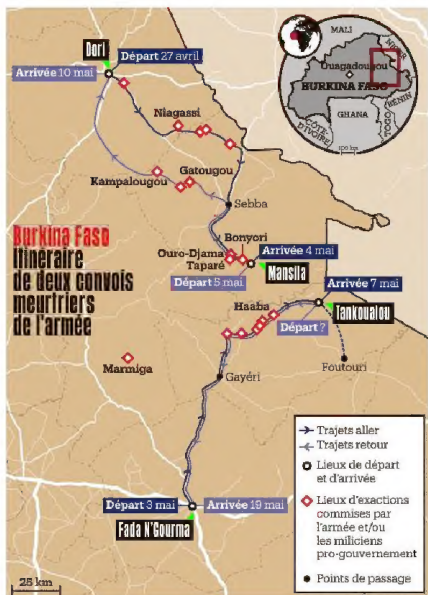 Burkina Faso
Itinéraire
de deux convois
meurtriers
de l'armée
Dori
Départ 27 avril
Arrivée 10 mai
Niagassi
Gatougou
Kampalougou
Sebba
Bonyori
Ouro-Djama
Taparé
Arrivée 4 mai
Mansila
Départ 5 mai
Arrivée 7 mai
Haaba
Tankoualou
Départ ?
Marmiga
Gayéri
Foutouri
Départ 3 mai
Arrivée 19 mai
Fada N'Gourma
25 km
MALI
NIGER
Ouagadougou
BURKINA FASO
BÉNIN
GHANA
CÔTE-
D'IVOIRE
100 km
Trajets aller
Trajets retour
Lieux de départ
et d'arrivée
Lieux d'exactions
commises par
l'armée et/ou
les miliciens
pro-gouvernement
Points de passage